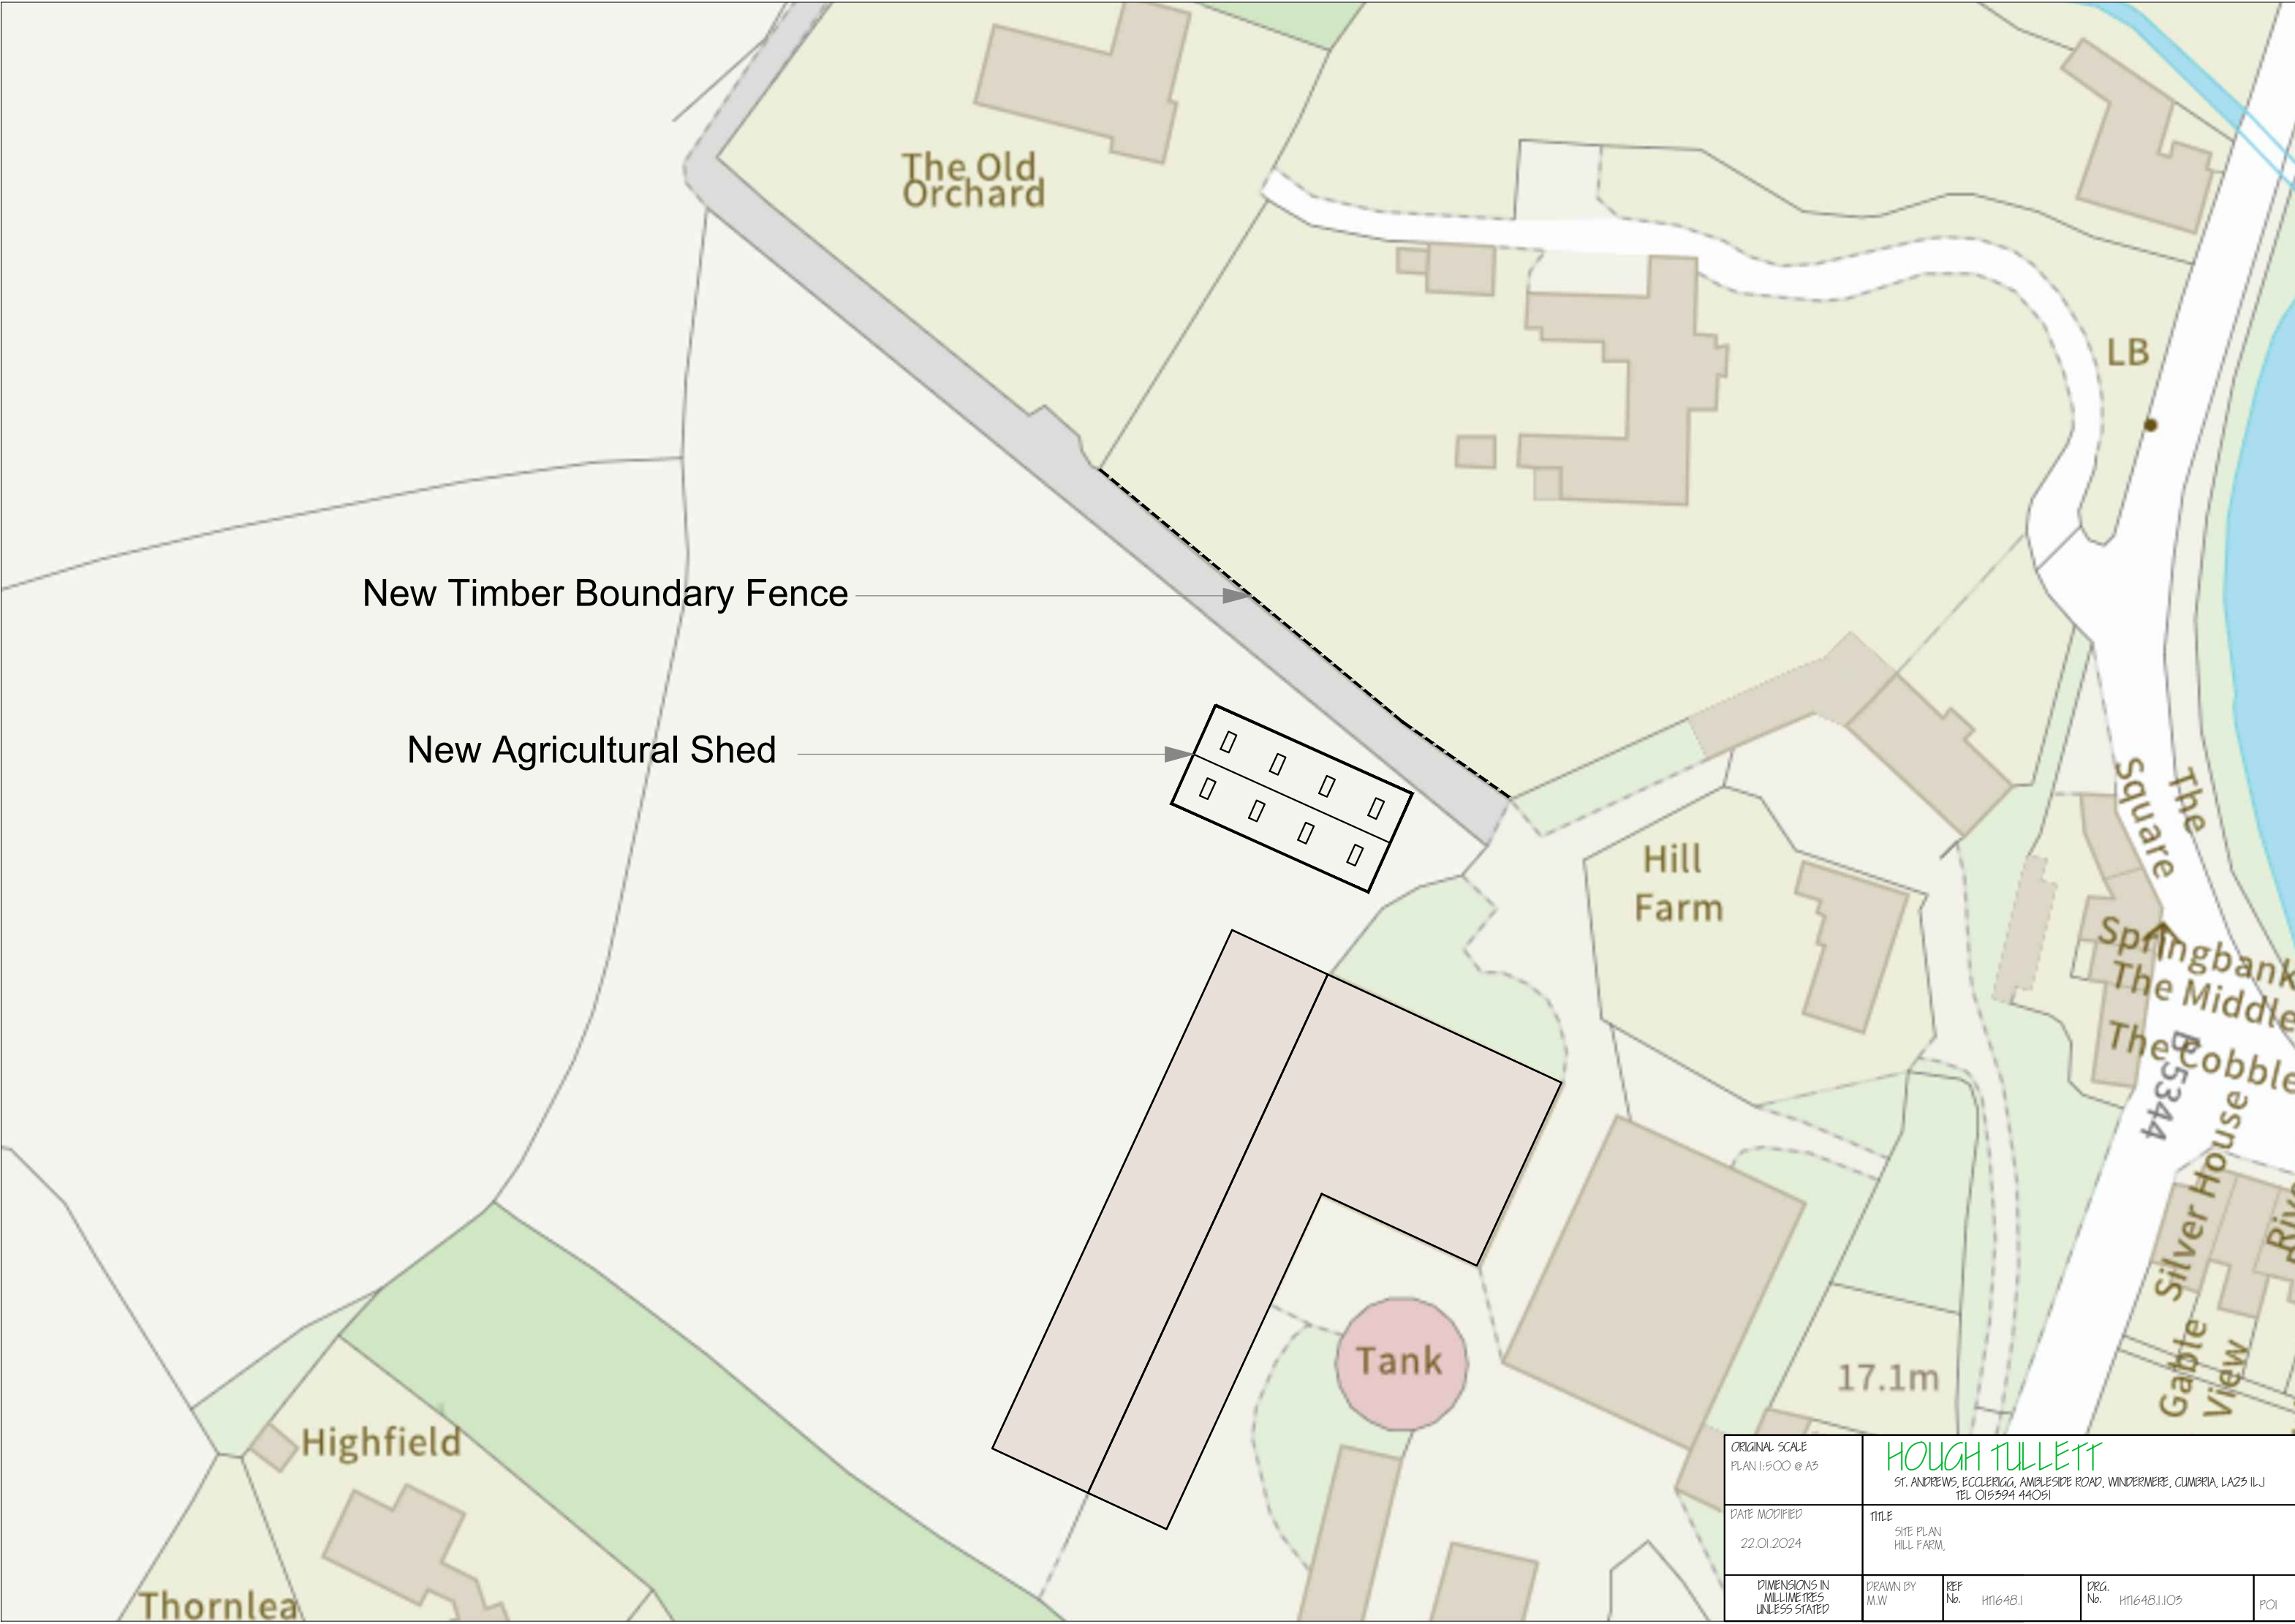 The Old
Orchard
LB
New Timber Boundary Fence
New Agricultural Shed
The
Square
Hill
Farm
Springbank
The Middle
The Cobble
B5344
Silver House
Gable
View
Tank
17.1m
Highfield
Thornlea
ORIGINAL SCALE
PLAN 1:500 @ A3
HOUGH TULLETT
ST. ANDREWS, ECCLERIGG, AMBLESIDE ROAD, WINDERMERE, CUMBRIA, LA23 1LJ
TEL 015394 44051
DATE MODIFIED
22.01.2024
TITLE
SITE PLAN
HILL FARM,
DIMENSIONS IN
MILLIMETRES
UNLESS STATED
DRAWN BY
M.W
REF
No. HT1648.1
DRG.
No. HT1648.1.103
P01